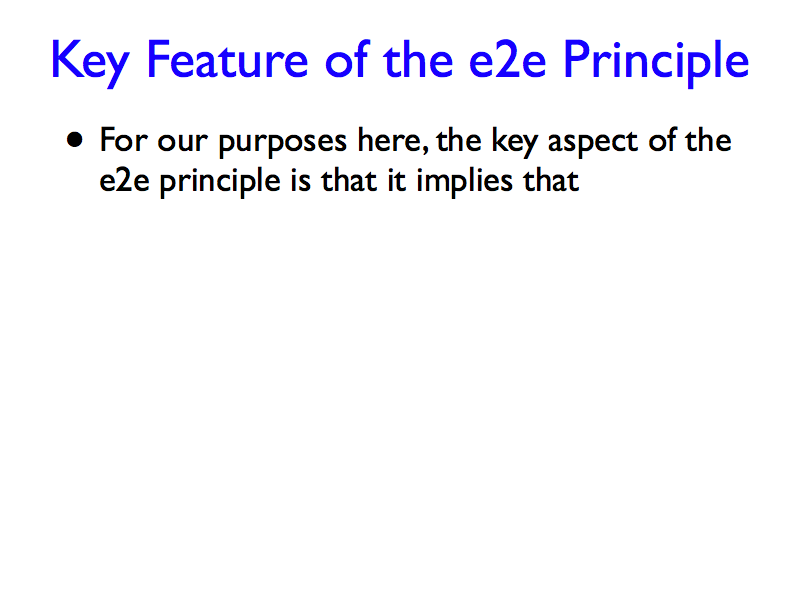 Key Feature of the e2e Principle
• For our purposes here, the key aspect of the
e2e principle is that it implies that